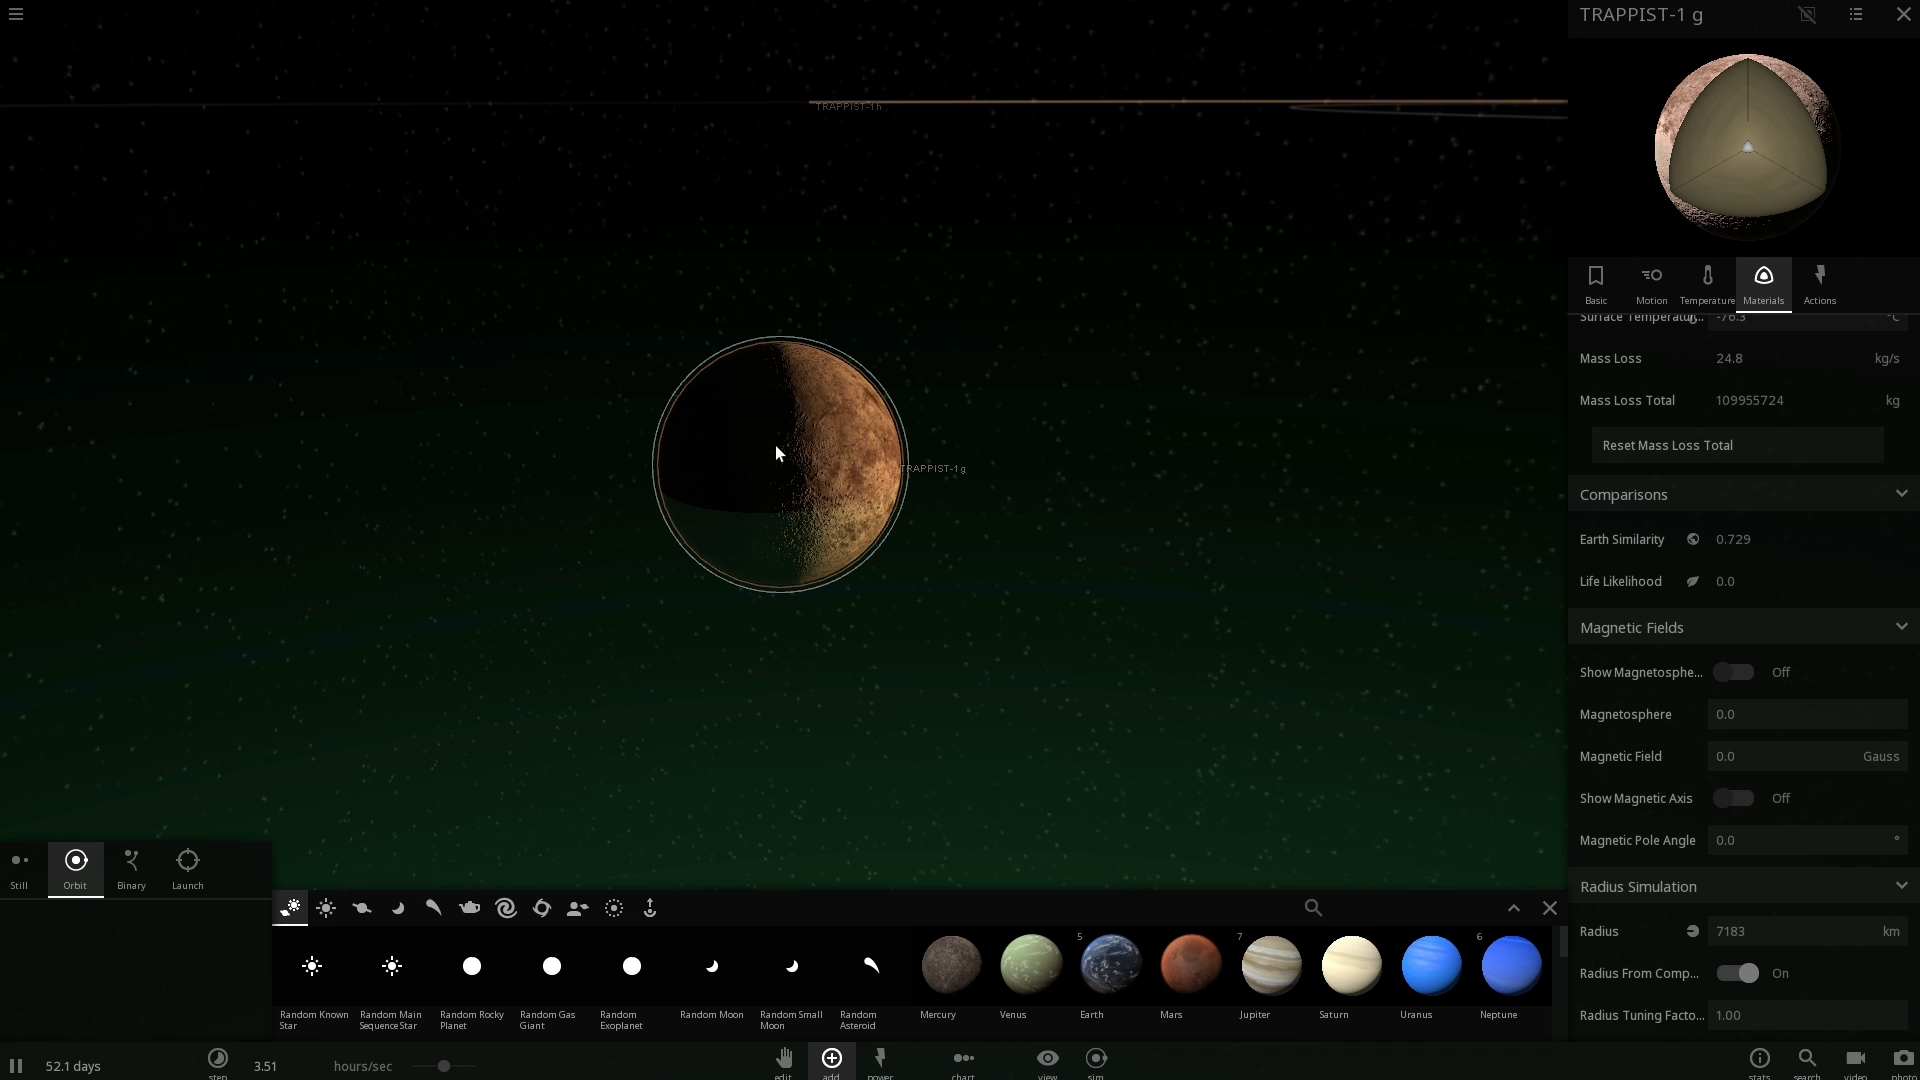 TRAPPIST-1 g
TRAPPIST-1 h
TRAPPIST-1 g
Basic
Motion
Temperature
Materials
Actions
Surface Temperatur... -76.3 °C
Mass Loss 24.8 kg/s
Mass Loss Total 109955724 kg
Reset Mass Loss Total
Comparisons
Earth Similarity 0.729
Life Likelihood 0.0
Magnetic Fields
Show Magnetosphe... Off
Magnetosphere 0.0
Magnetic Field 0.0 Gauss
Show Magnetic Axis Off
Magnetic Pole Angle 0.0 °
Radius Simulation
Radius 7183 km
Radius From Comp... On
Radius Tuning Facto... 1.00
Still
Orbit
Binary
Launch
5
7
6
Random Known
Star
Random Main
Sequence Star
Random Rocky
Planet
Random Gas
Giant
Random
Exoplanet
Random Moon
Random Small
Moon
Random
Asteroid
Mercury
Venus
Earth
Mars
Jupiter
Saturn
Uranus
Neptune
52.1 days
step
3.51 hours/sec
edit
add
power
chart
view
sim
stats
search
video
photo